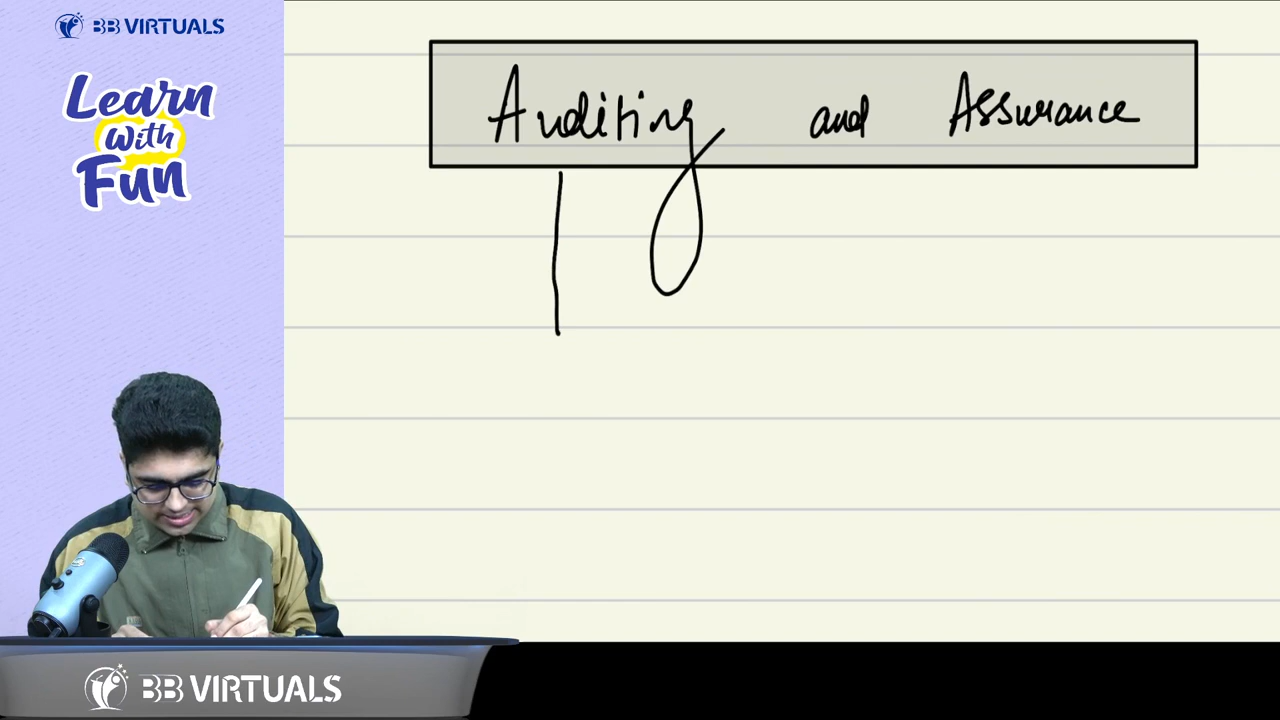 BB VIRTUALS
Learn
With
Fun
Auditing and Assurance
BB VIRTUALS